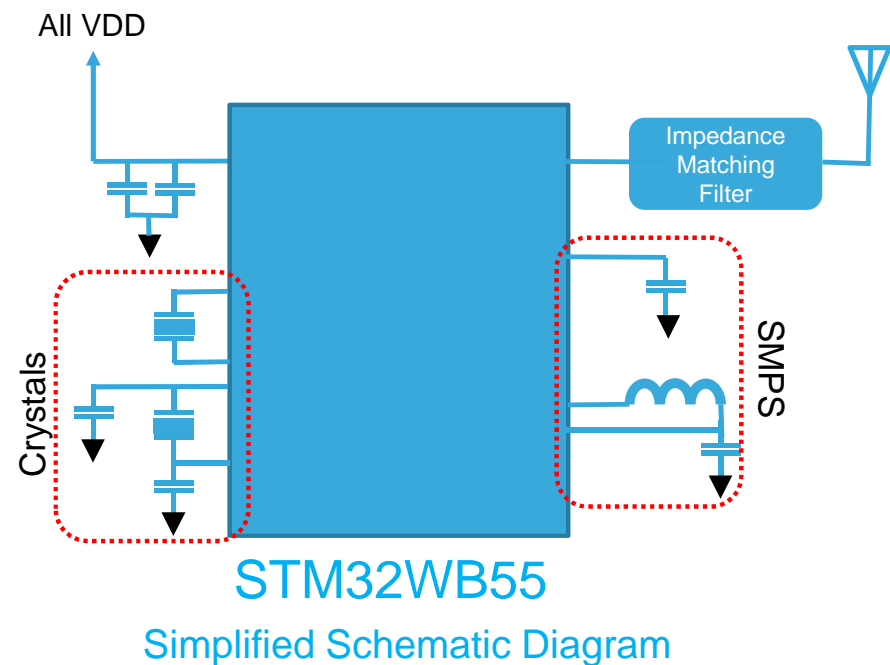 All VDD
Impedance
Matching
Filter
Crystals
SMPS
STM32WB55
Simplified Schematic Diagram